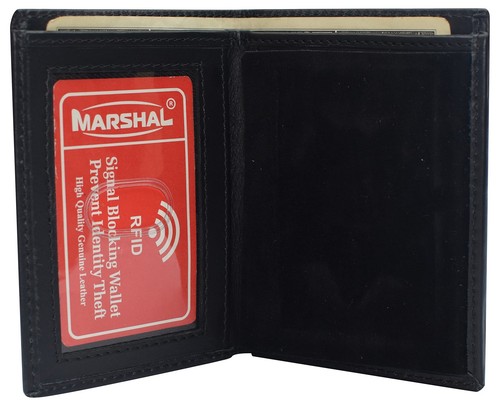 MARSHAL®
RFID
Signal Blocking Wallet
Prevent Identity Theft
High Quality Genuine Leather